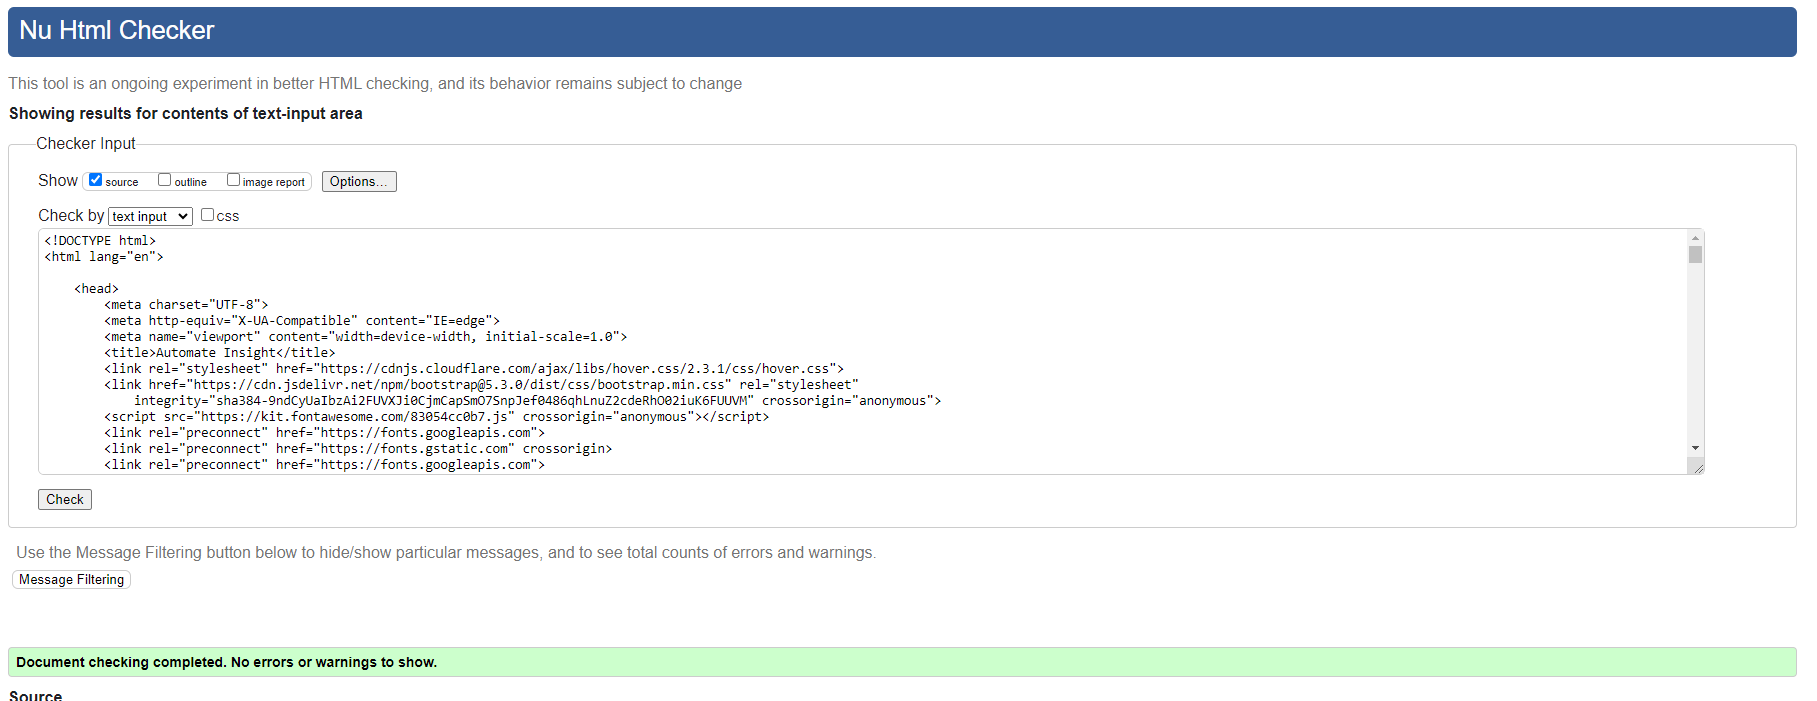 Nu Html Checker
This tool is an ongoing experiment in better HTML checking, and its behavior remains subject to change
Showing results for contents of text-input area
Checker Input
Show source outline image report Options...
Check by text input css
<!DOCTYPE html>
<html lang="en">
<head>
<meta charset="UTF-8">
<meta http-equiv="X-UA-Compatible" content="IE=edge">
<meta name="viewport" content="width=device-width, initial-scale=1.0">
<title>Automate Insight</title>
<link rel="stylesheet" href="https://cdnjs.cloudflare.com/ajax/libs/hover.css/2.3.1/css/hover.css">
<link href="https://cdn.jsdelivr.net/npm/bootstrap@5.3.0/dist/css/bootstrap.min.css" rel="stylesheet"
integrity="sha384-9ndCyUaIbzAi2FUVXJi0CjmCapSmO7SnpJef0486qhLnuZ2cdeRhO02iuK6FUUVM" crossorigin="anonymous">
<script src="https://kit.fontawesome.com/83054cc0b7.js" crossorigin="anonymous"></script>
<link rel="preconnect" href="https://fonts.googleapis.com">
<link rel="preconnect" href="https://fonts.gstatic.com" crossorigin>
<link rel="preconnect" href="https://fonts.googleapis.com">
Check
Use the Message Filtering button below to hide/show particular messages, and to see total counts of errors and warnings.
Message Filtering
Document checking completed. No errors or warnings to show.
Source